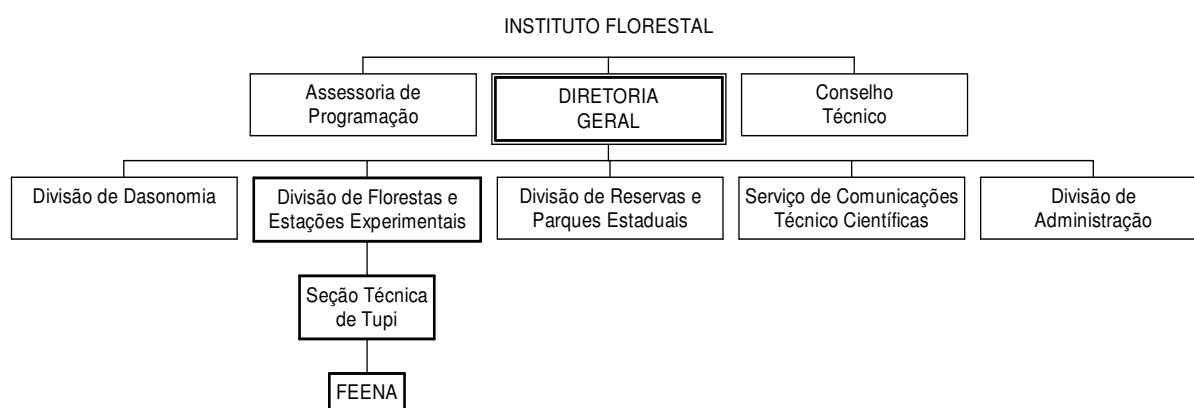 INSTITUTO FLORESTAL
Assessoria de
Programação
DIRETORIA
GERAL
Conselho
Técnico
Divisão de Dasonomia
Divisão de Florestas e
Estações Experimentais
Divisão de Reservas e
Parques Estaduais
Serviço de Comunicações
Técnico Científicas
Divisão de
Administração
Seção Técnica
de Tupi
FEENA